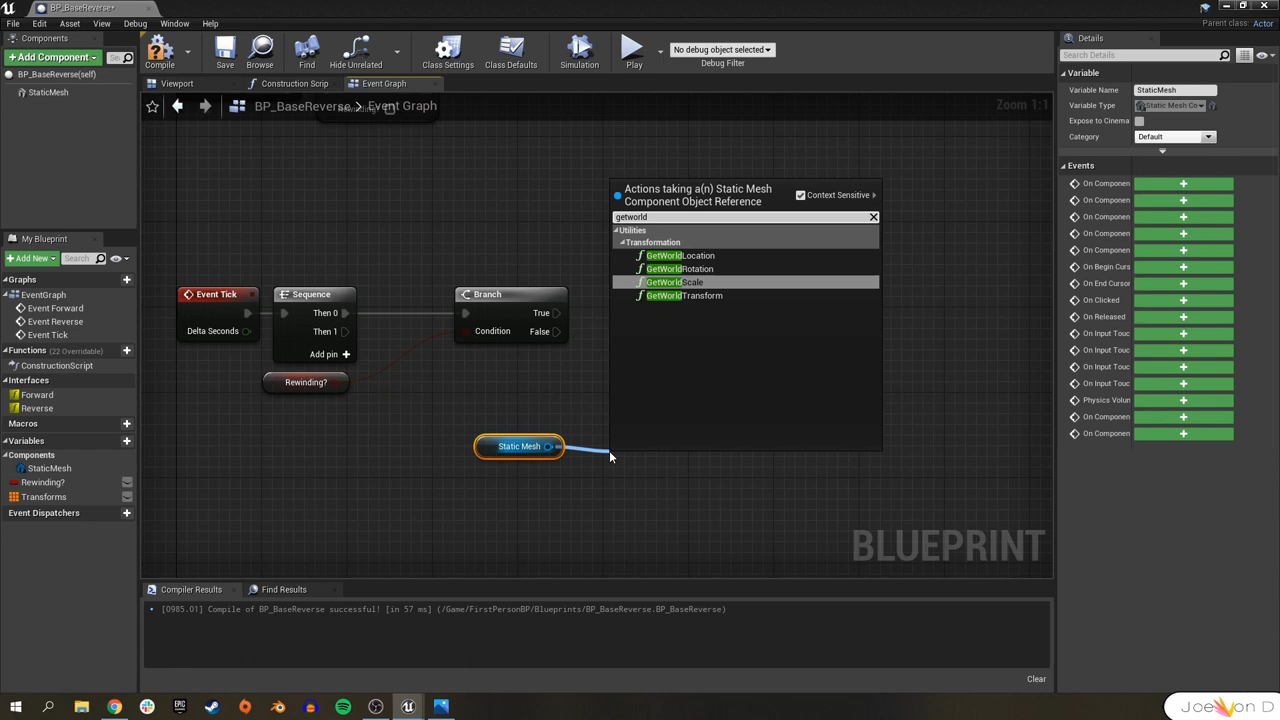 BP_BaseReverse*
File Edit Asset View Debug Window Help
Parent class: Actor
Components
Add Component
BP_BaseReverse(self)
StaticMesh
Compile Save Browse Find Hide Unrelated Class Settings Class Defaults Simulation Play
No debug object selected
Debug Filter
Viewport Construction Scrip Event Graph
BP_BaseReverse > Event Graph
Zoom 1:1
My Blueprint
Add New
Search
Graphs
EventGraph
Event Forward
Event Reverse
Event Tick
Functions (22 Overridable)
ConstructionScript
Interfaces
Forward
Reverse
Macros
Variables
Components
StaticMesh
Rewinding?
Transforms
Event Dispatchers
Event Tick
Delta Seconds
Sequence
Then 0
Then 1
Add pin
Rewinding?
Branch
True
Condition False
Static Mesh
Actions taking a(n) Static Mesh
Component Object Reference
Context Sensitive
getworld
Utilities
Transformation
GetWorldLocation
GetWorldRotation
GetWorldScale
GetWorldTransform
BLUEPRINT
Compiler Results Find Results
[0985.01] Compile of BP_BaseReverse successful! [in 57 ms] (/Game/FirstPersonBP/Blueprints/BP_BaseReverse.BP_BaseReverse)
Clear
Details
Search Details
Variable
Variable Name StaticMesh
Variable Type Static Mesh Co
Expose to Cinema
Category Default
Events
On Componen
On Componen
On Componen
On Componen
On Componen
On Begin Curs
On End Cursor
On Clicked
On Released
On Input Touc
On Input Touc
On Input Touc
On Input Touc
Physics Volun
On Componen
On Componen